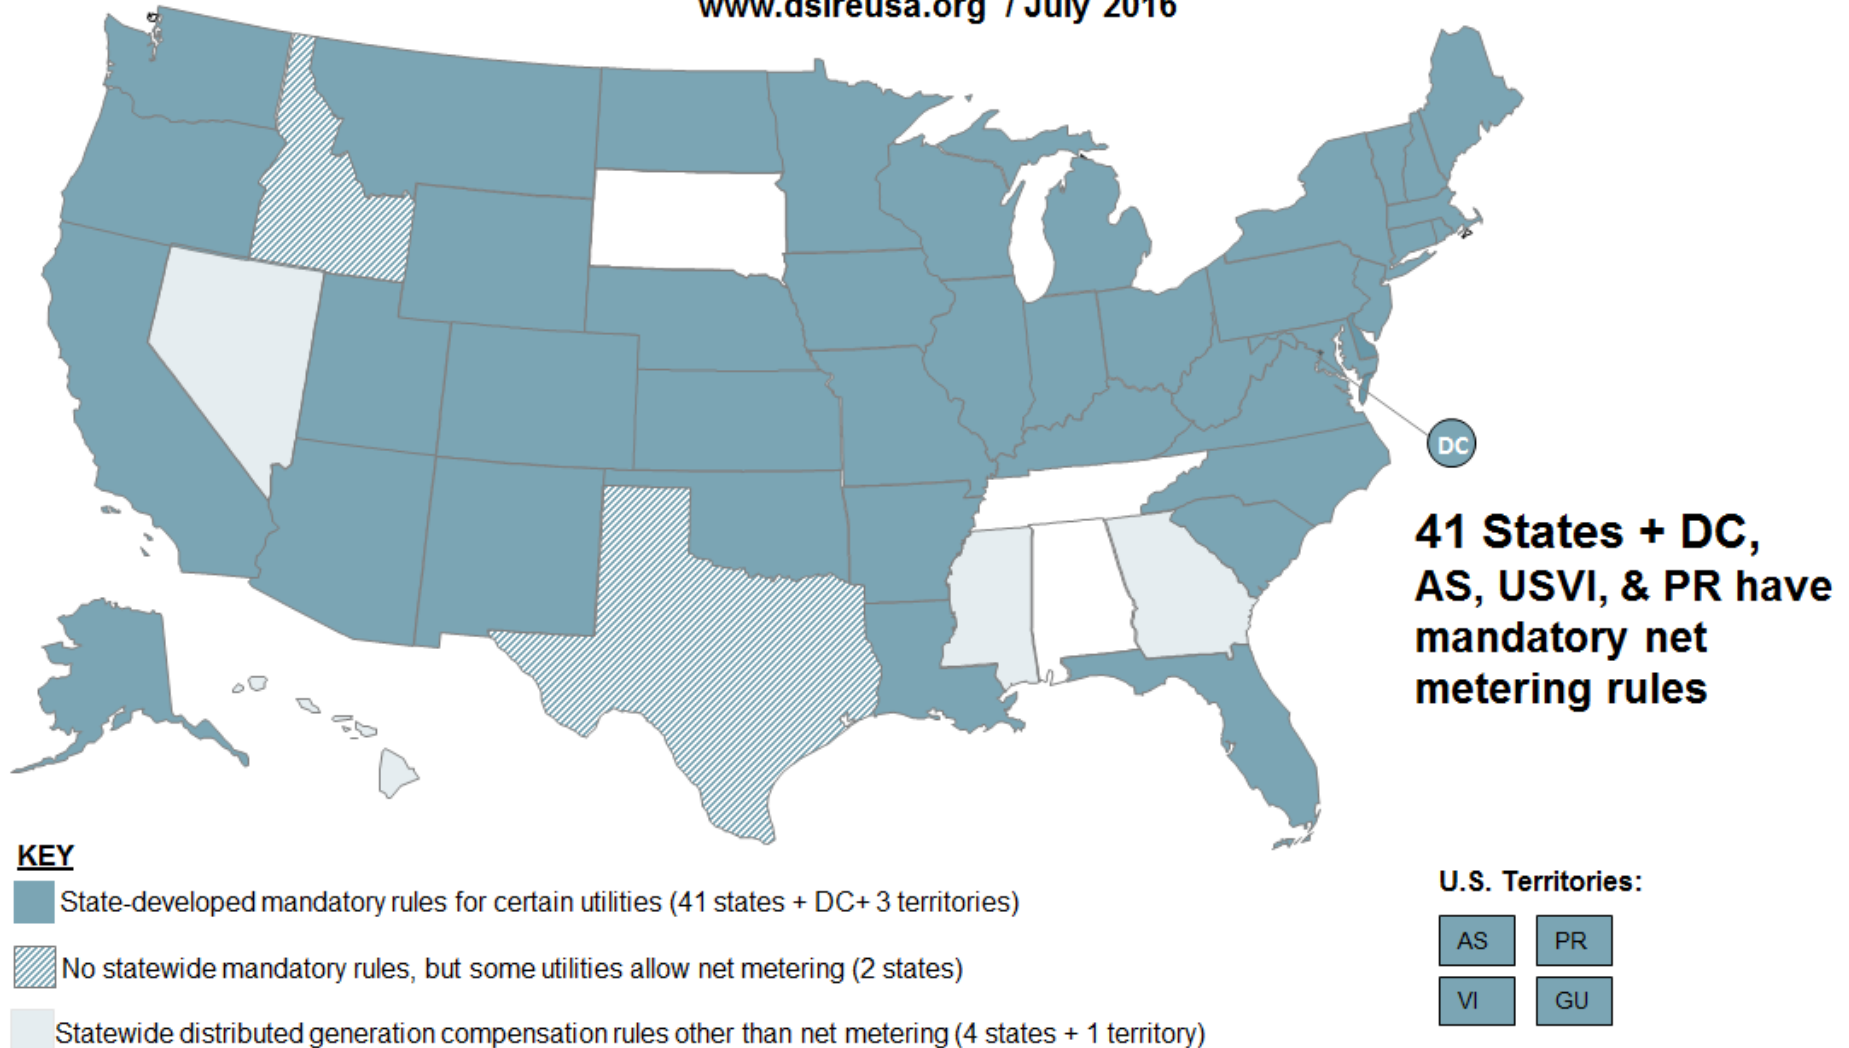 www.dsireusa.org / July 2016
DC
41 States + DC,
AS, USVI, & PR have
mandatory net
metering rules
KEY
State-developed mandatory rules for certain utilities (41 states + DC+ 3 territories)
No statewide mandatory rules, but some utilities allow net metering (2 states)
Statewide distributed generation compensation rules other than net metering (4 states + 1 territory)
U.S. Territories:
AS PR
VI GU